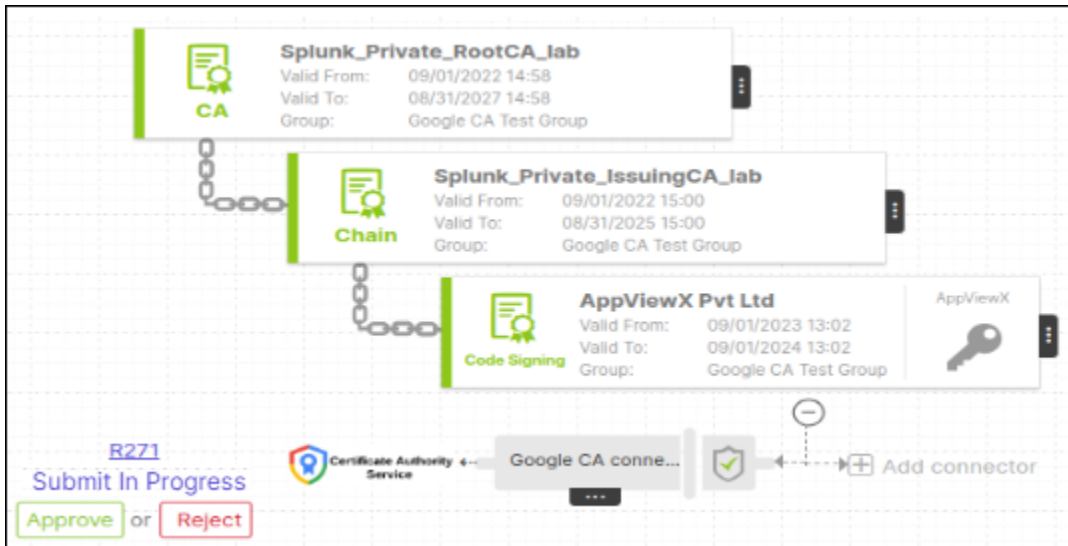 Splunk_Private_RootCA_lab
Valid From: 09/01/2022 14:58
Valid To: 08/31/2027 14:58
Group: Google CA Test Group
CA
Splunk_Private_IssuingCA_lab
Valid From: 09/01/2022 15:00
Valid To: 08/31/2025 15:00
Group: Google CA Test Group
Chain
AppViewX Pvt Ltd
Valid From: 09/01/2023 13:02
Valid To: 09/01/2024 13:02
Group: Google CA Test Group
Code Signing
AppViewX
R271
Submit In Progress
Approve or Reject
Certificate Authority
Service
Google CA conne...
Add connector